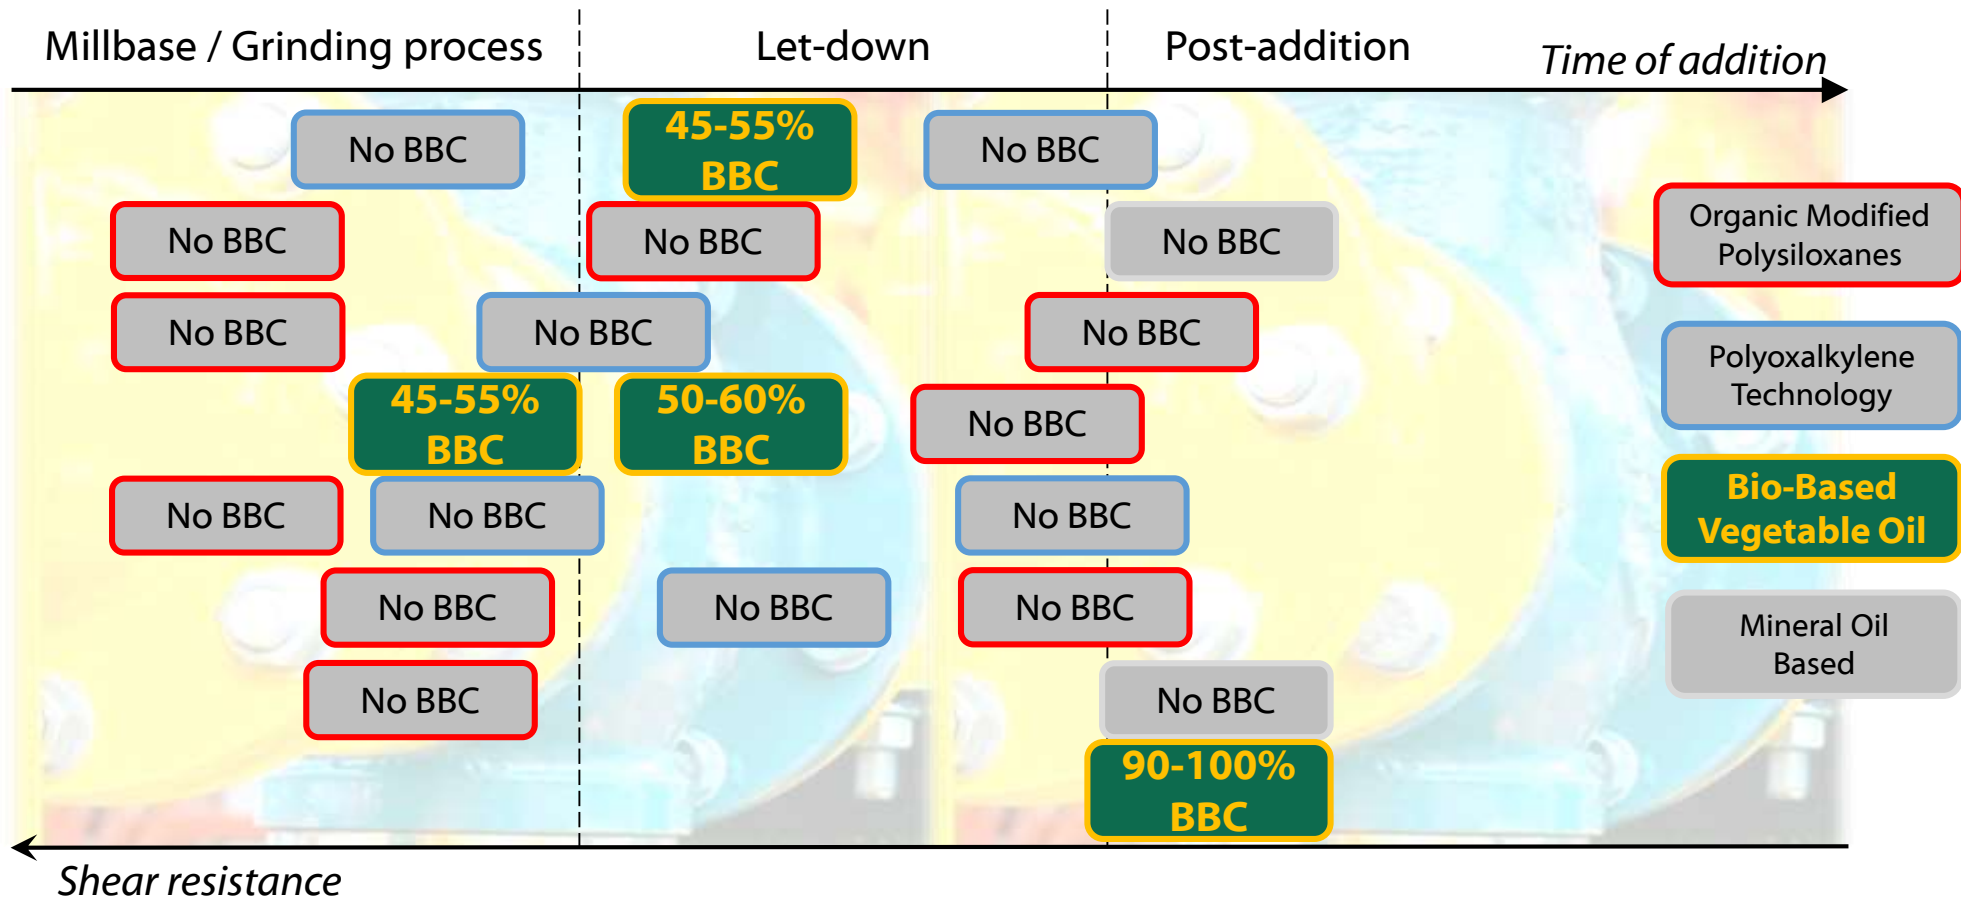 Millbase / Grinding process
Let-down
Post-addition
Time of addition
No BBC
45-55%
BBC
No BBC
No BBC
No BBC
No BBC
Organic Modified
Polysiloxanes
No BBC
No BBC
No BBC
Polyoxalkylene
Technology
45-55%
BBC
50-60%
BBC
No BBC
No BBC
No BBC
No BBC
Bio-Based
Vegetable Oil
No BBC
No BBC
No BBC
Mineral Oil
Based
No BBC
No BBC
90-100%
BBC
Shear resistance